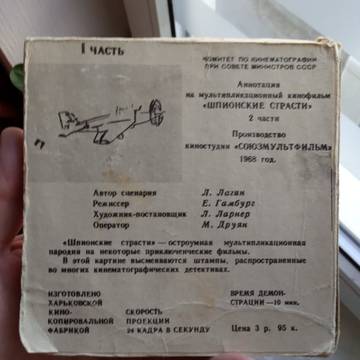 I ЧАСТЬ
КОМИТЕТ ПО КИНЕМАТОГРАФИИ
ПРИ СОВЕТЕ МИНИСТРОВ СССР
Аннотация
на мультипликационный кинофильм
«ШПИОНСКИЕ СТРАСТИ»
2 части
Производство
киностудии «СОЮЗМУЛЬТФИЛЬМ»
1968 год.
Автор сценария Л. Лагин
Режиссер Е. Гамбург
Художник-постановщик Л. Ларнер
Оператор М. Друян
«Шпионские страсти» — остроумная мультипликационная
пародия на некоторые приключенческие фильмы.
В этой картине высмеиваются штампы, распространенные
во многих кинематографических детективах.
ИЗГОТОВЛЕНО
ХАРЬКОВСКОЙ
КИНО-
КОПИРОВАЛЬНОЙ
ФАБРИКОЙ
СКОРОСТЬ
ПРОЕКЦИИ
24 КАДРА В СЕКУНДУ
ВРЕМЯ ДЕМОН-
СТРАЦИИ—10 мин.
Цена 3 р. 95 к.